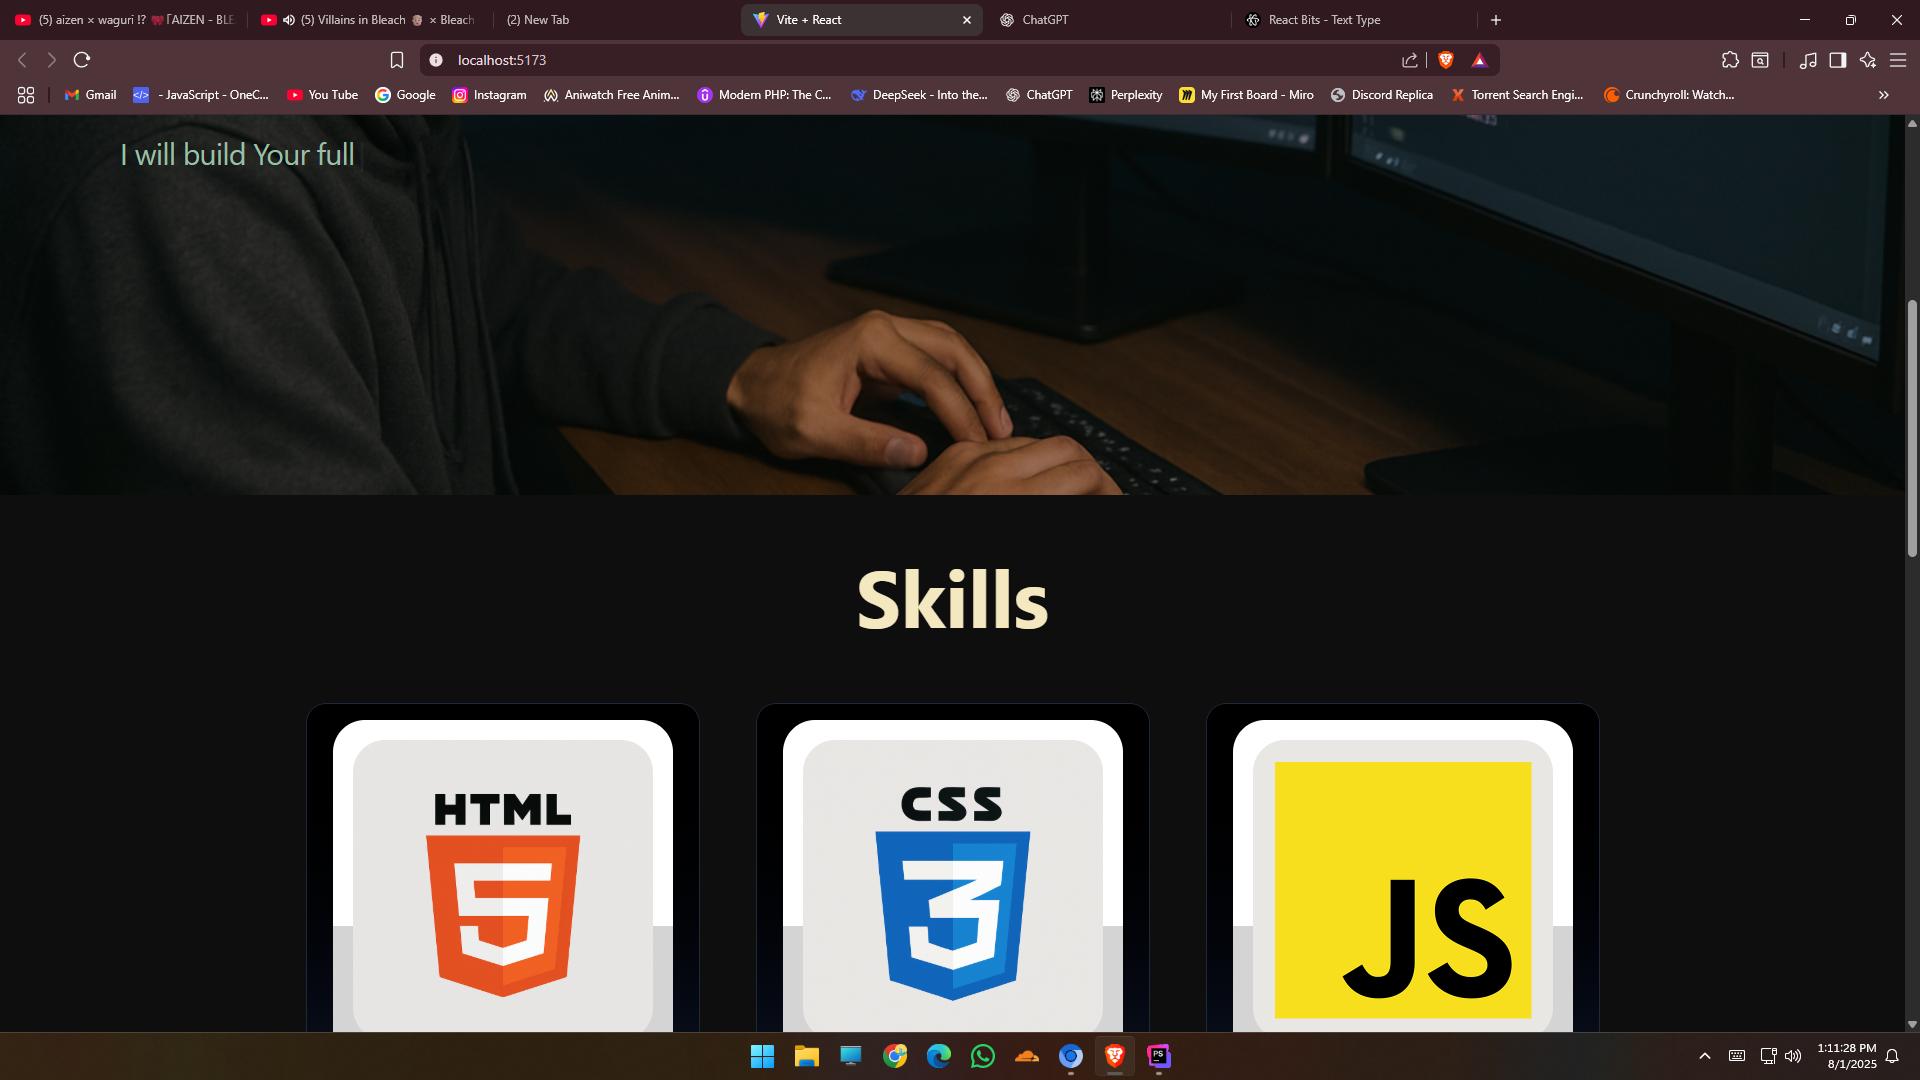 (5) aizen × waguri !? 🎀 ⌈AIZEN - BLE
(5) Villains in Bleach 🗿 × Bleach
(2) New Tab
Vite + React
ChatGPT
React Bits - Text Type
localhost:5173
Gmail
</>
- JavaScript - OneC...
You Tube
Google
Instagram
Aniwatch Free Anim...
Modern PHP: The C...
DeepSeek - Into the...
ChatGPT
Perplexity
My First Board - Miro
Discord Replica
Torrent Search Engi...
Crunchyroll: Watch...
I will build Your full
Skills
HTML
5
CSS
3
JS
PS
1:11:28 PM
8/1/2025